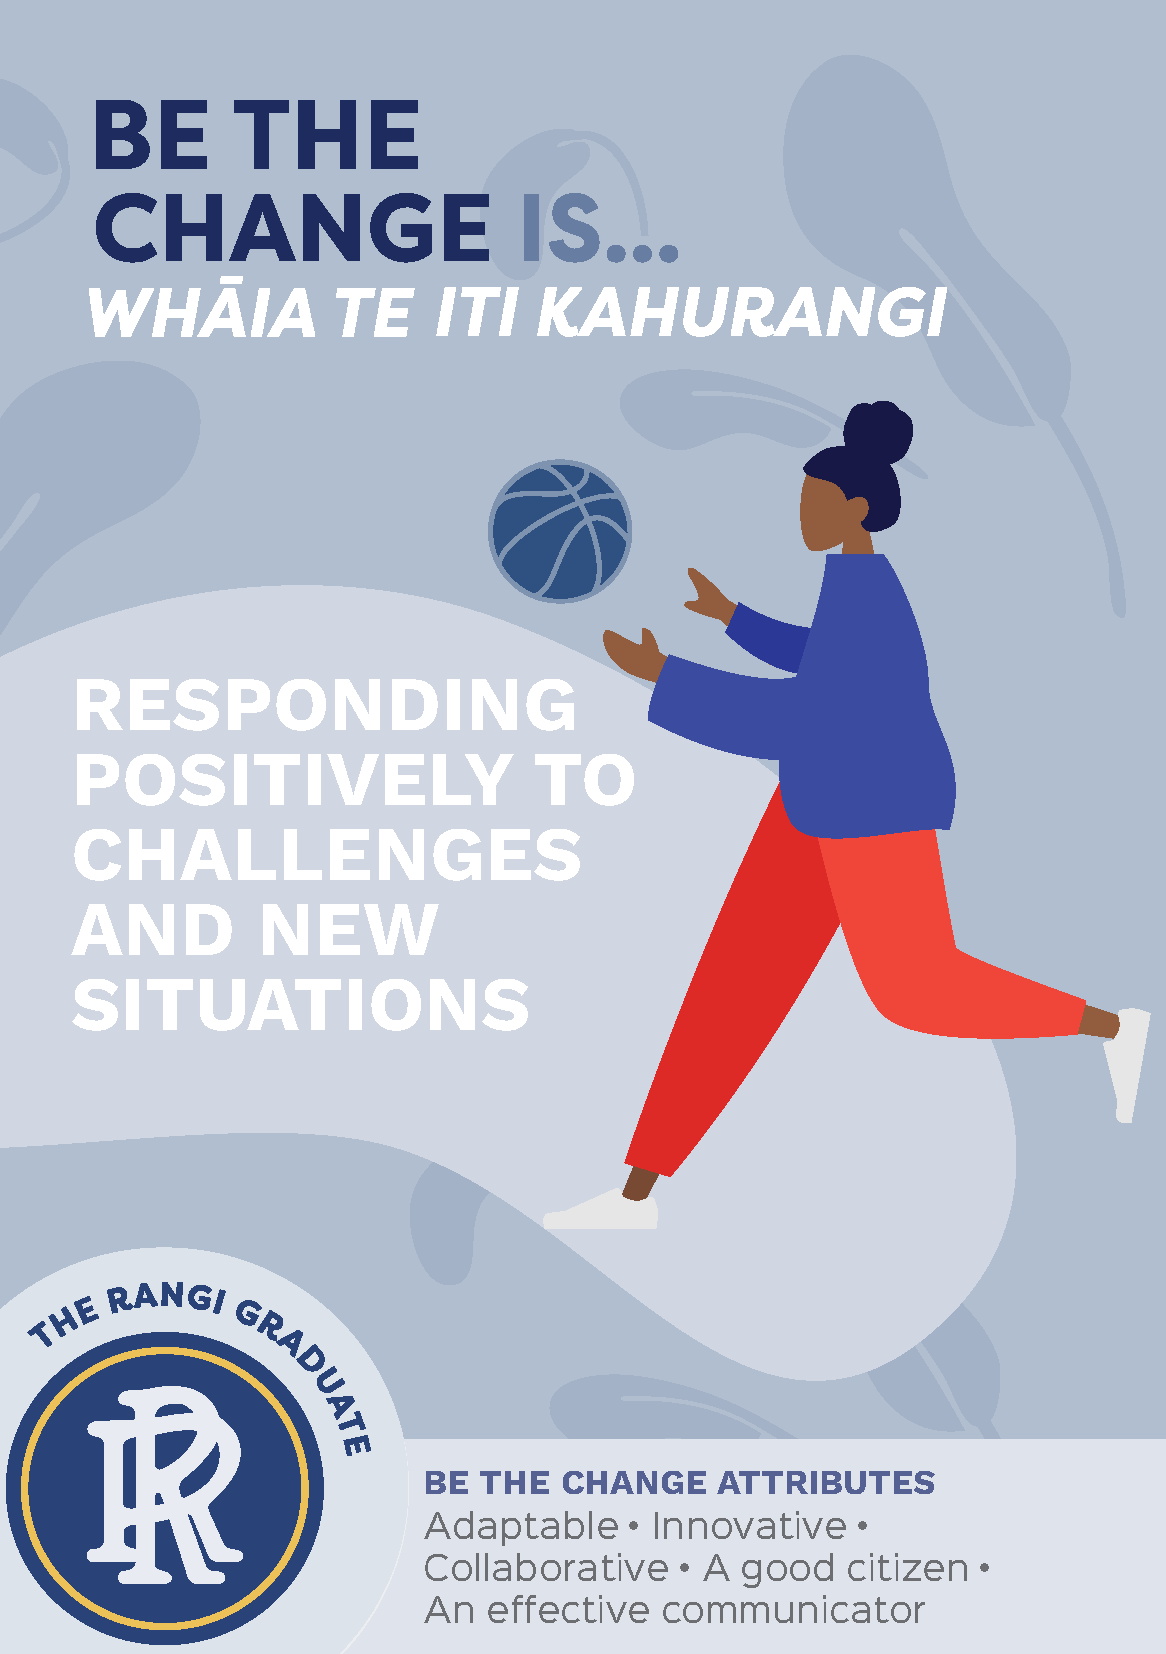 BE THE
CHANGE IS...
WHĀIA TE ITI KAHURANGI
RESPONDING
POSITIVELY TO
CHALLENGES
AND NEW
SITUATIONS
THE RANGI GRADUATE
RR
BE THE CHANGE ATTRIBUTES
Adaptable • Innovative •
Collaborative • A good citizen •
An effective communicator